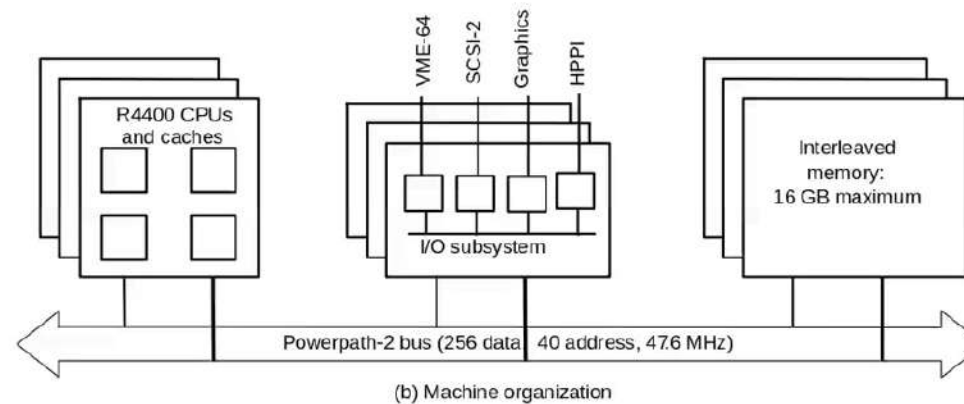 VME-64
SCSI-2
Graphics
HPPI
R4400 CPUs
and caches
I/O subsystem
Interleaved
memory:
16 GB maximum
Powerpath-2 bus (256 data 40 address, 47.6 MHz)
(b) Machine organization